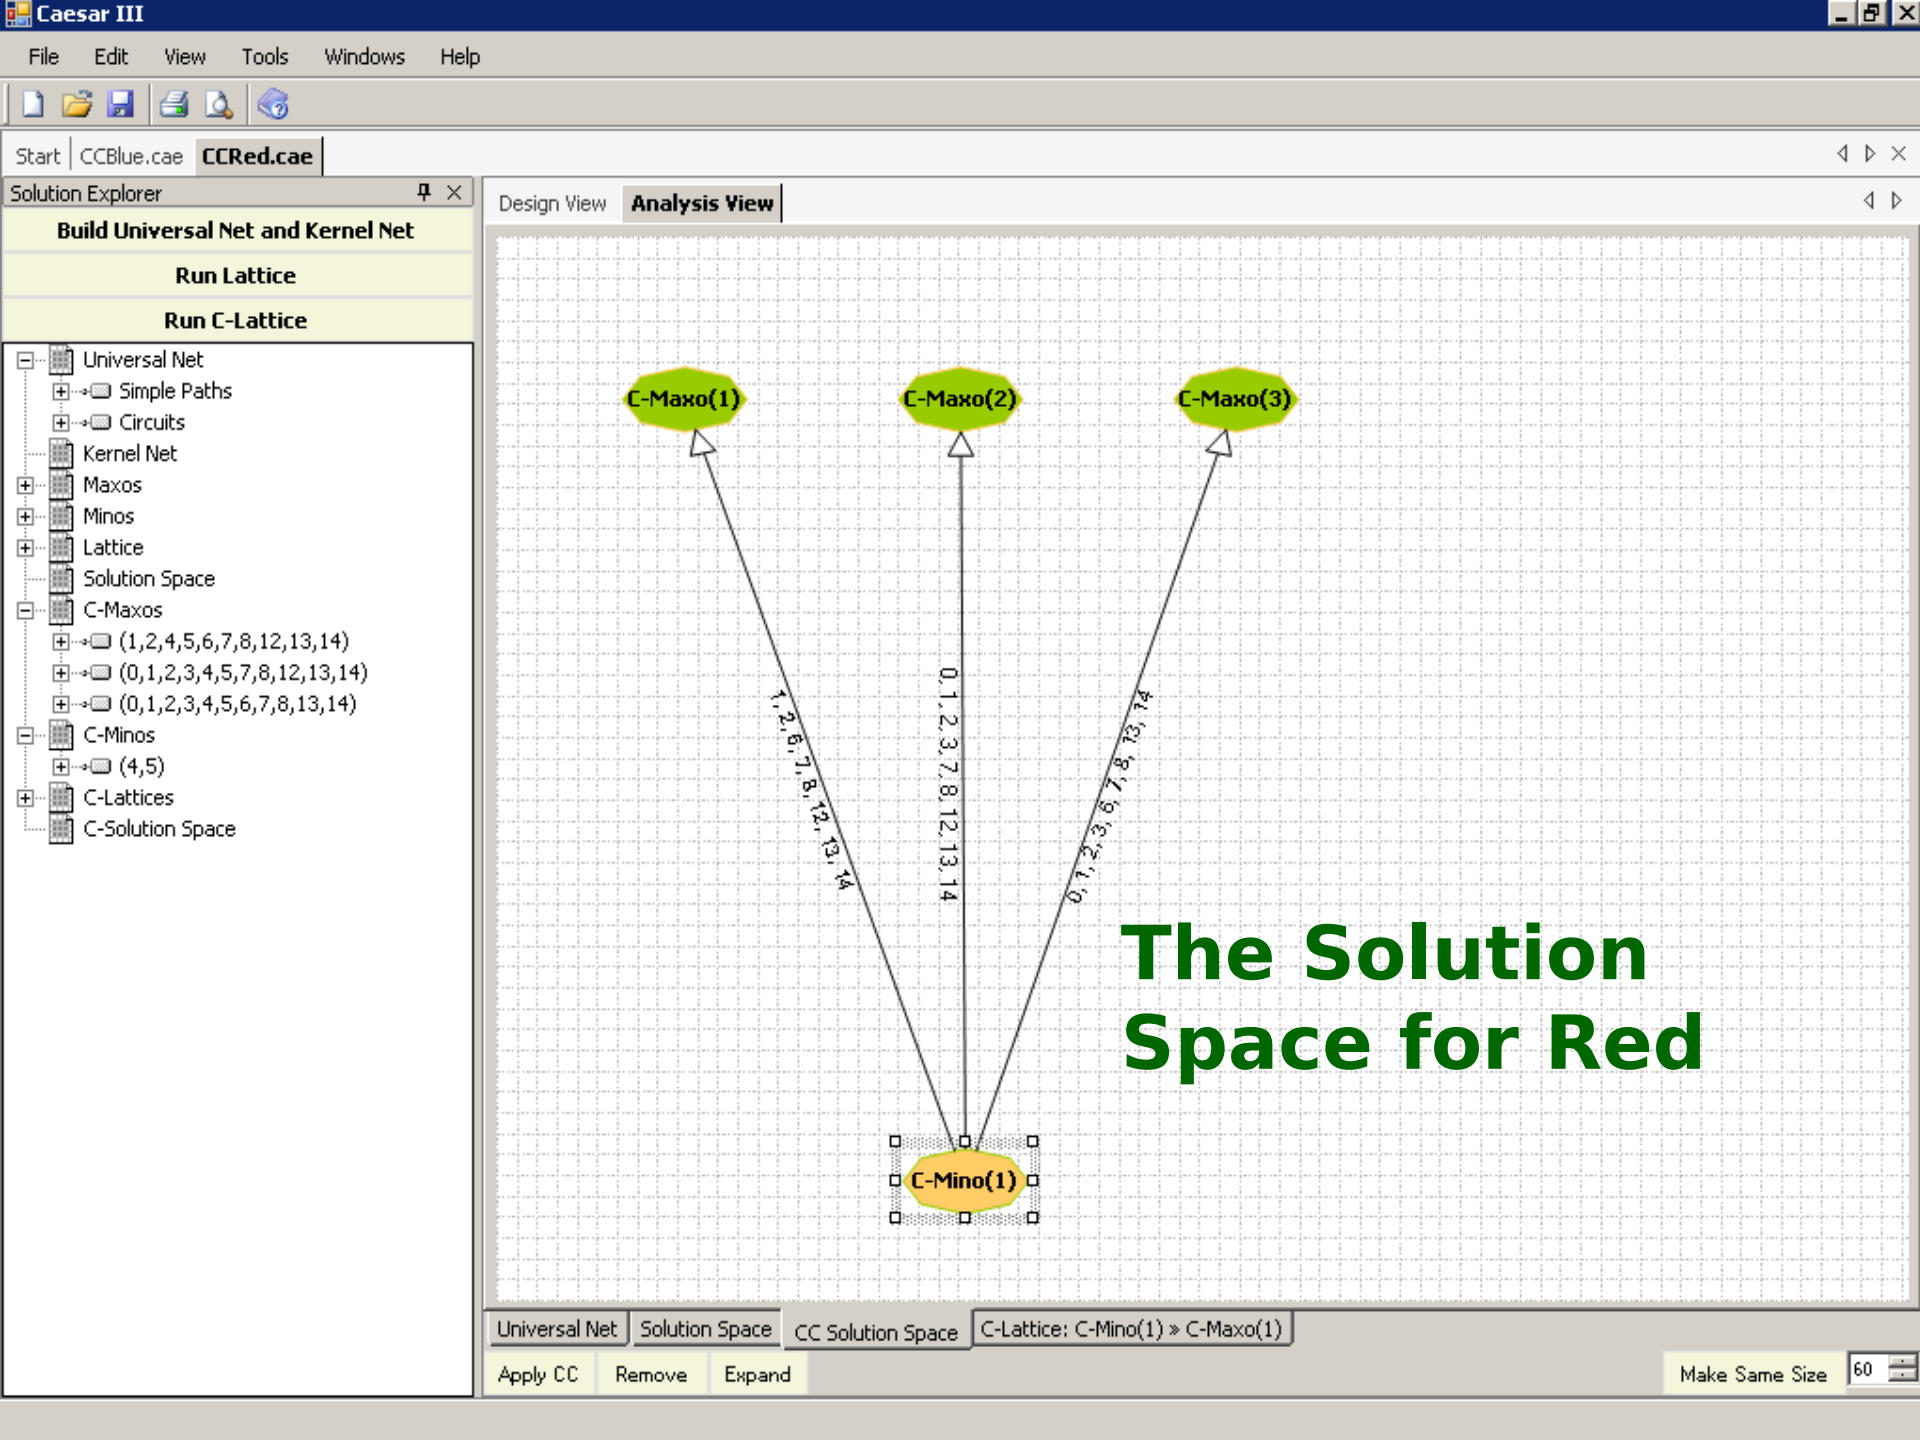 Caesar III
File Edit View Tools Windows Help
Start CCBlue.cae CCRed.cae
Solution Explorer
Build Universal Net and Kernel Net
Run Lattice
Run C-Lattice
Universal Net
Simple Paths
Circuits
Kernel Net
Maxos
Minos
Lattice
Solution Space
C-Maxos
(1,2,4,5,6,7,8,12,13,14)
(0,1,2,3,4,5,7,8,12,13,14)
(0,1,2,3,4,5,6,7,8,13,14)
C-Minos
(4,5)
C-Lattices
C-Solution Space
Design View Analysis View
C-Maxo(1) C-Maxo(2) C-Maxo(3)
1, 2, 6, 7, 8, 12, 13, 14
0, 1, 2, 3, 7, 8, 12, 13, 14
0, 1, 2, 3, 6, 7, 8, 13, 14
The Solution
Space for Red
C-Mino(1)
Universal Net Solution Space CC Solution Space C-Lattice: C-Mino(1) » C-Maxo(1)
Apply CC Remove Expand Make Same Size 60